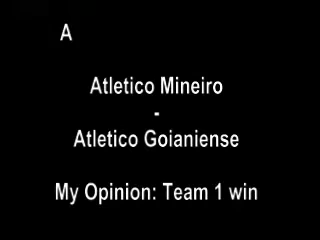 A
Atletico Mineiro
-
Atletico Goianiense
My Opinion: Team 1 win